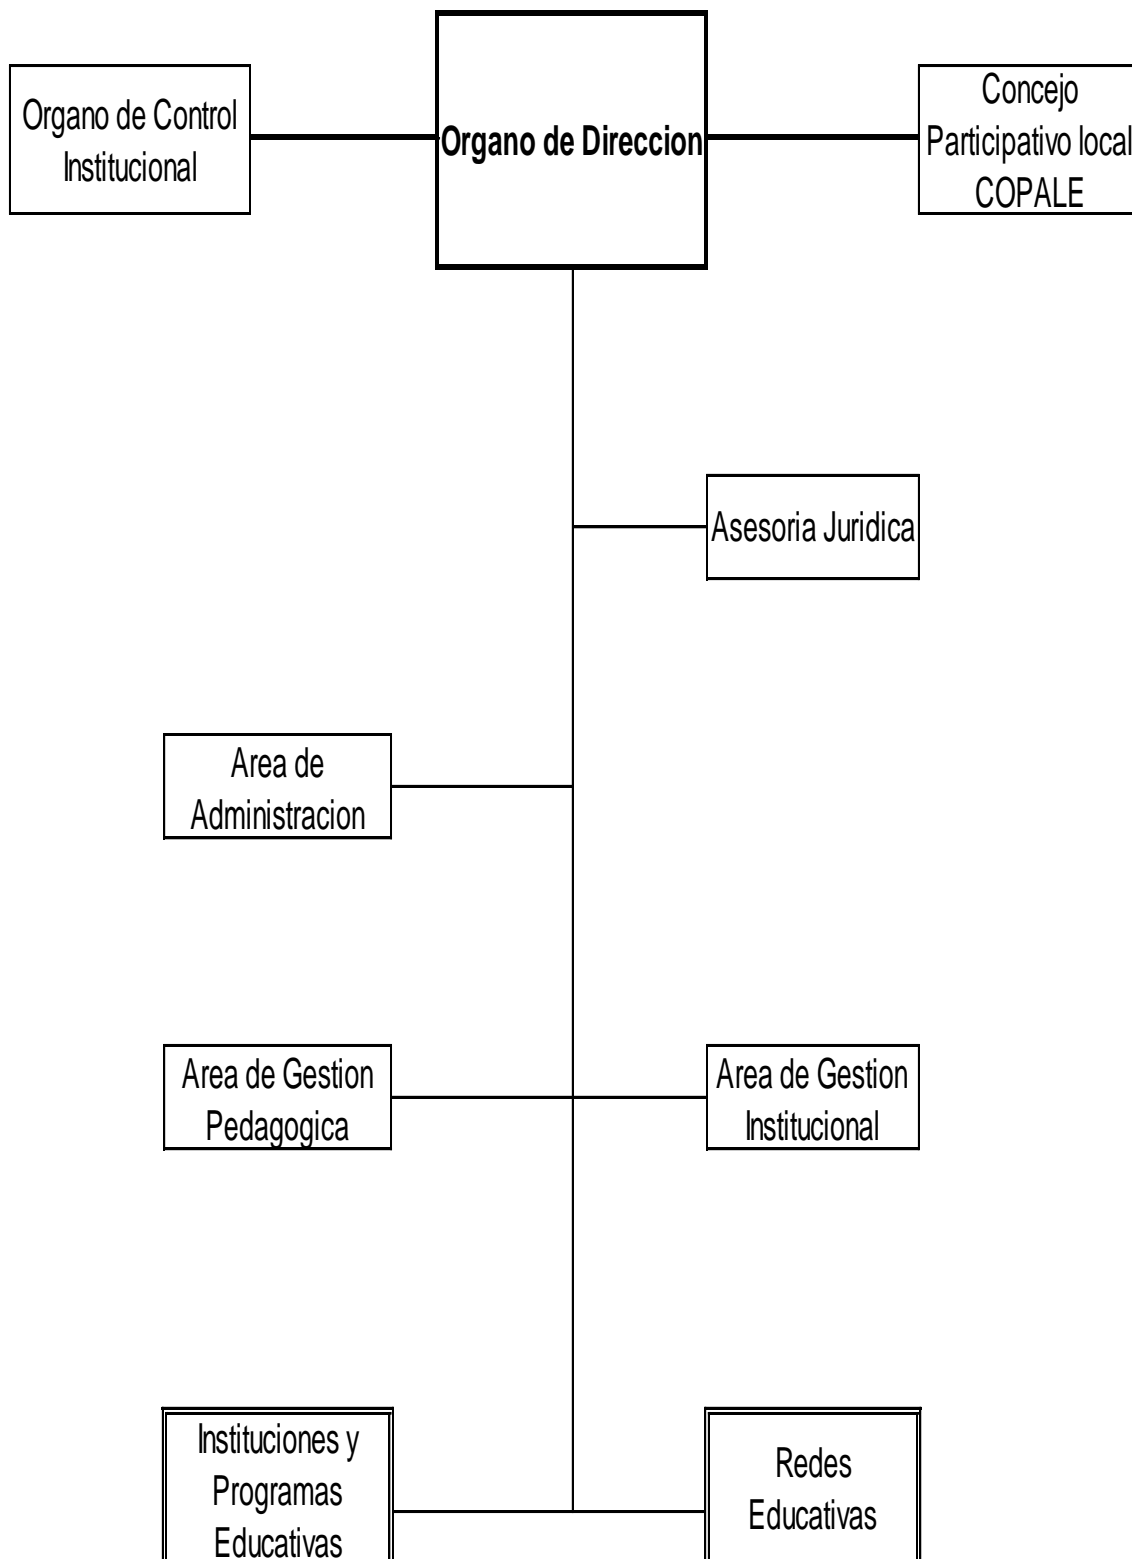 Organo de Control
Institucional
Organo de Direccion
Concejo
Participativo local
COPALE
Asesoria Juridica
Area de
Administracion
Area de Gestion
Pedagogica
Area de Gestion
Institucional
Instituciones y
Programas
Educativas
Redes
Educativas